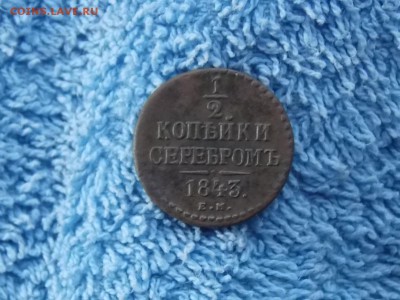 COINS.LAVE.RU
1
2
КОПѢЙКИ
СЕРЕБРОМЪ
1843.
Е.М.